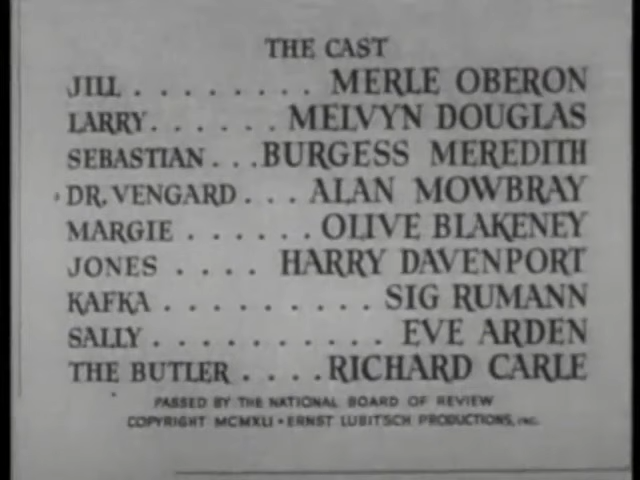 THE CAST
JILL . . . . . . . . MERLE OBERON
LARRY . . . . . . MELVYN DOUGLAS
SEBASTIAN . . . BURGESS MEREDITH
DR. VENGARD . . . ALAN MOWBRAY
MARGIE . . . . . . OLIVE BLAKENEY
JONES . . . . HARRY DAVENPORT
KAFKA . . . . . . . . . . SIG RUMANN
SALLY . . . . . . . . . . . EVE ARDEN
THE BUTLER . . . . RICHARD CARLE
PASSED BY THE NATIONAL BOARD OF REVIEW
COPYRIGHT MCMXLI • ERNST LUBITSCH PRODUCTIONS, INC.